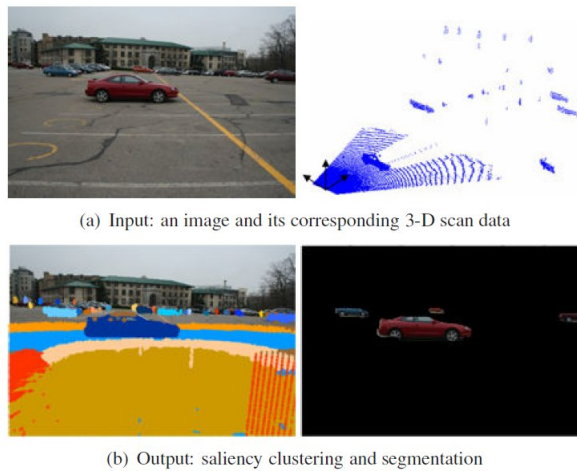 (a) Input: an image and its corresponding 3-D scan data
(b) Output: saliency clustering and segmentation